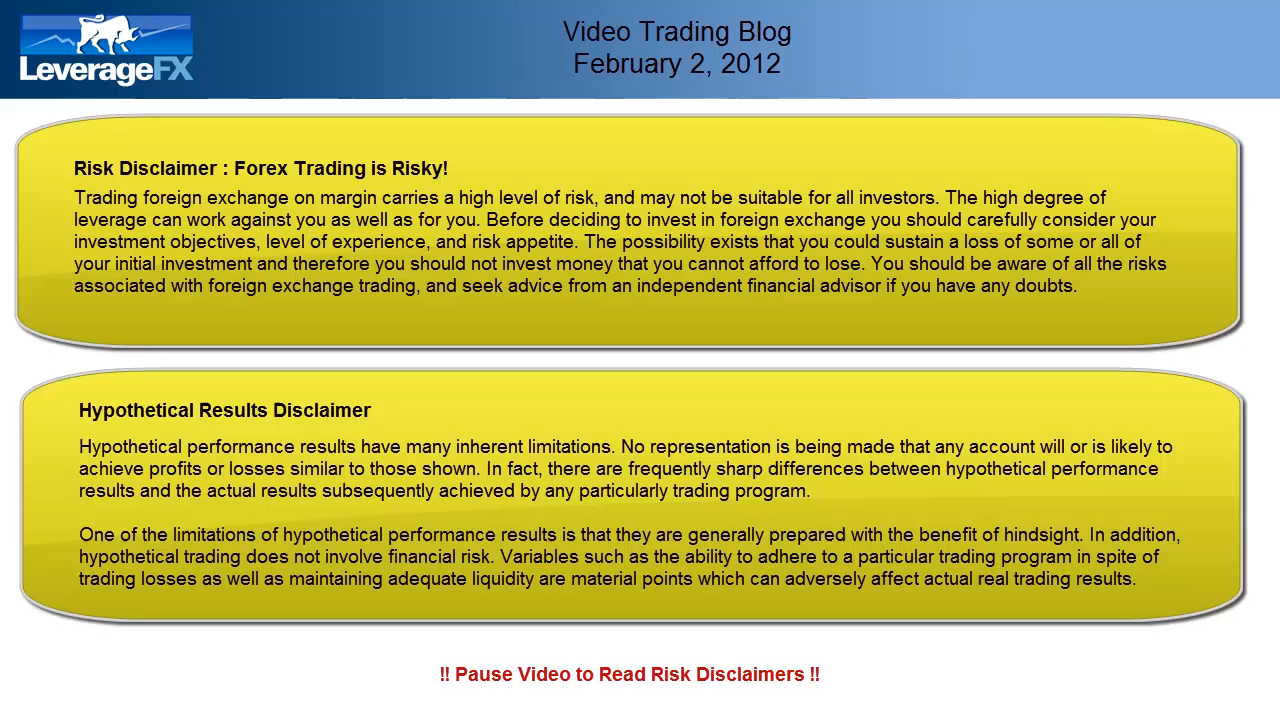 LeverageFX
Video Trading Blog
February 2, 2012
Risk Disclaimer : Forex Trading is Risky!
Trading foreign exchange on margin carries a high level of risk, and may not be suitable for all investors. The high degree of
leverage can work against you as well as for you. Before deciding to invest in foreign exchange you should carefully consider your
investment objectives, level of experience, and risk appetite. The possibility exists that you could sustain a loss of some or all of
your initial investment and therefore you should not invest money that you cannot afford to lose. You should be aware of all the risks
associated with foreign exchange trading, and seek advice from an independent financial advisor if you have any doubts.
Hypothetical Results Disclaimer
Hypothetical performance results have many inherent limitations. No representation is being made that any account will or is likely to
achieve profits or losses similar to those shown. In fact, there are frequently sharp differences between hypothetical performance
results and the actual results subsequently achieved by any particularly trading program.
One of the limitations of hypothetical performance results is that they are generally prepared with the benefit of hindsight. In addition,
hypothetical trading does not involve financial risk. Variables such as the ability to adhere to a particular trading program in spite of
trading losses as well as maintaining adequate liquidity are material points which can adversely affect actual real trading results.
!! Pause Video to Read Risk Disclaimers !!